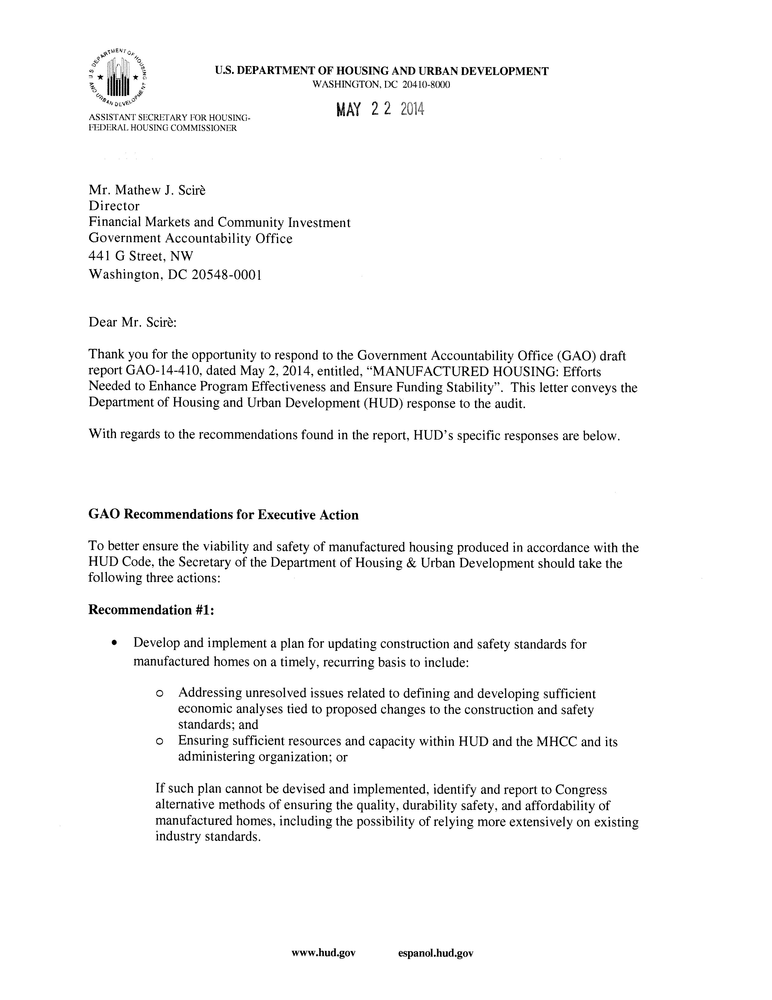 U.S. DEPARTMENT OF HOUSING AND URBAN DEVELOPMENT
U.S. DEPARTMENT OF HOUSING AND URBAN DEVELOPMENT
WASHINGTON, DC 20410-8000
MAY 22 2014
ASSISTANT SECRETARY FOR HOUSING-
FEDERAL HOUSING COMMISSIONER
Mr. Mathew J. Scirè
Director
Financial Markets and Community Investment
Government Accountability Office
441 G Street, NW
Washington, DC 20548-0001
Dear Mr. Scirè:
Thank you for the opportunity to respond to the Government Accountability Office (GAO) draft
report GAO-14-410, dated May 2, 2014, entitled, “MANUFACTURED HOUSING: Efforts
Needed to Enhance Program Effectiveness and Ensure Funding Stability”. This letter conveys the
Department of Housing and Urban Development (HUD) response to the audit.
With regards to the recommendations found in the report, HUD’s specific responses are below.
GAO Recommendations for Executive Action
To better ensure the viability and safety of manufactured housing produced in accordance with the
HUD Code, the Secretary of the Department of Housing & Urban Development should take the
following three actions:
Recommendation #1:
• Develop and implement a plan for updating construction and safety standards for
manufactured homes on a timely, recurring basis to include:
o Addressing unresolved issues related to defining and developing sufficient
economic analyses tied to proposed changes to the construction and safety
standards; and
o Ensuring sufficient resources and capacity within HUD and the MHCC and its
administering organization; or
If such plan cannot be devised and implemented, identify and report to Congress
alternative methods of ensuring the quality, durability safety, and affordability of
manufactured homes, including the possibility of relying more extensively on existing
industry standards.
www.hud.gov espanol.hud.gov